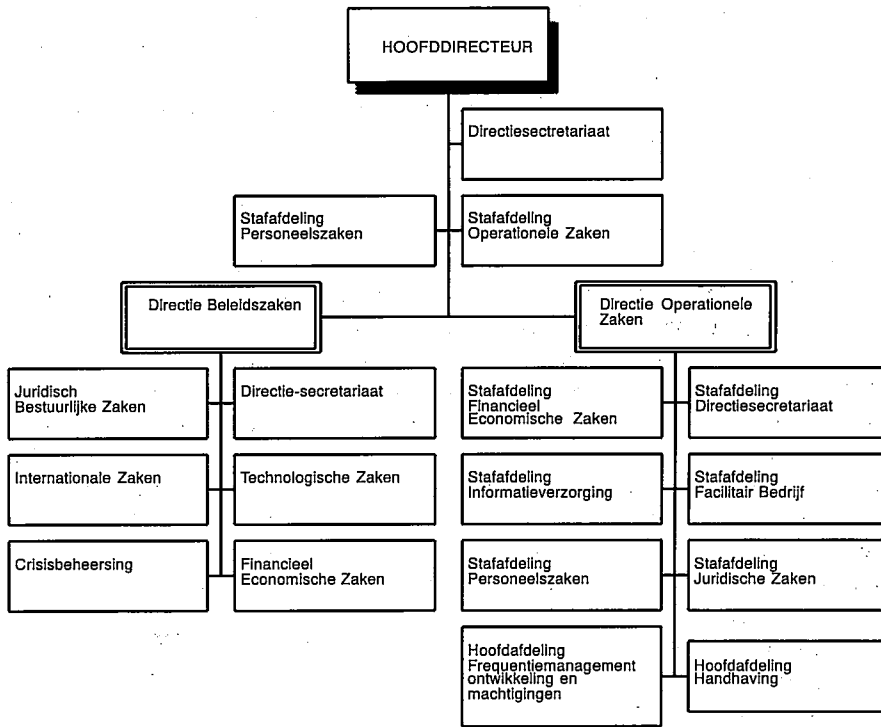 HOOFDDIRECTEUR
Directiesecretariaat
Stafafdeling
Personeelszaken
Stafafdeling
Operationele Zaken
Directie Beleidszaken
Directie Operationele
Zaken
Juridisch
Bestuurlijke Zaken
Directie-secretariaat
Stafafdeling
Financieel
Economische Zaken
Stafafdeling
Directiesecretariaat
Internationale Zaken
Technologische Zaken
Stafafdeling
Informatieverzorging
Stafafdeling
Facilitair Bedrijf
Crisisbeheersing
Financieel
Economische Zaken
Stafafdeling
Personeelszaken
Stafafdeling
Juridische Zaken
Hoofdafdeling
Frequentiemanagement
ontwikkeling en
machtigingen
Hoofdafdeling
Handhaving